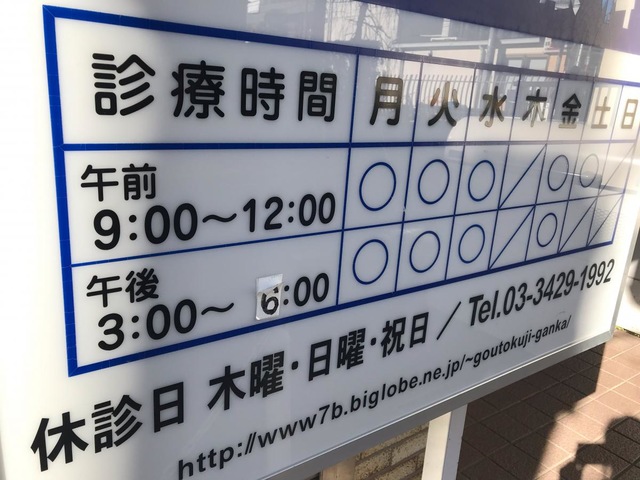 診療時間 月 火 水 木 金 土 日
午前
9:00〜12:00 ○ ○ ○ ／ ○ ○ ／
午後
3:00〜6:00 ○ ○ ○ ／ ○ ／ ／
休診日 木曜・日曜・祝日／Tel.03-3429-1992
http://www7b.biglobe.ne.jp/~goutokuji-ganka/